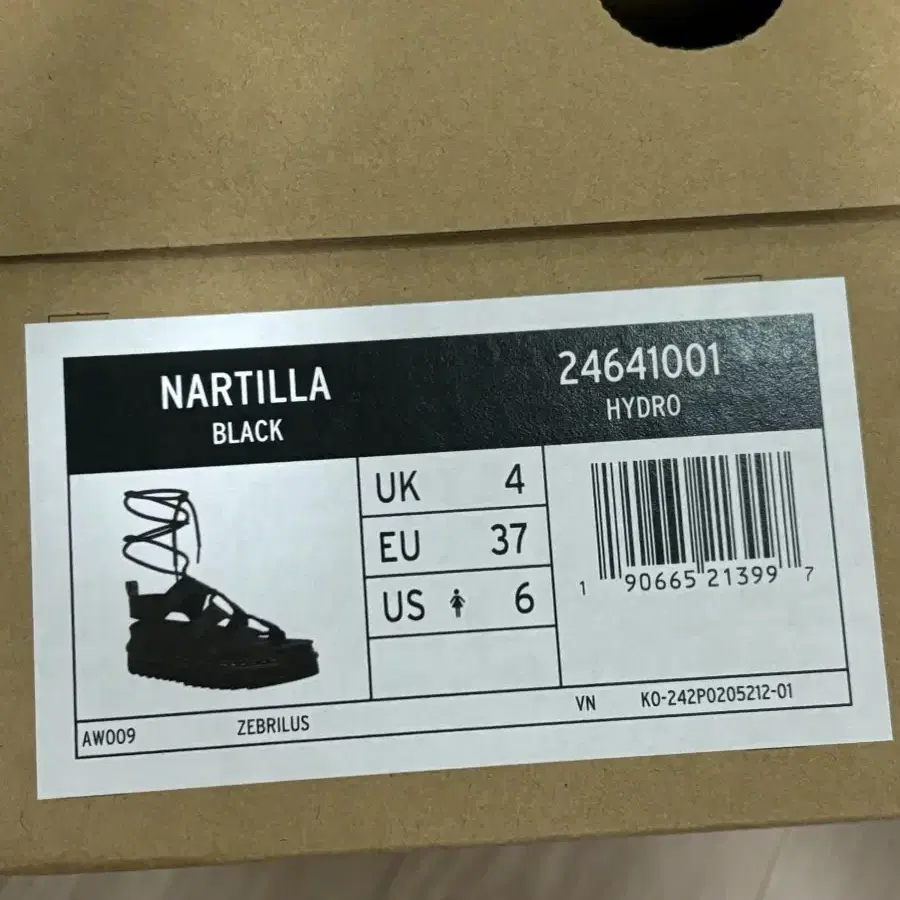 NARTILLA
BLACK
24641001
HYDRO
UK 4
EU 37
US 6
1 90665 21399 7
AW009 ZEBRILUS VN K0-242P0205212-01